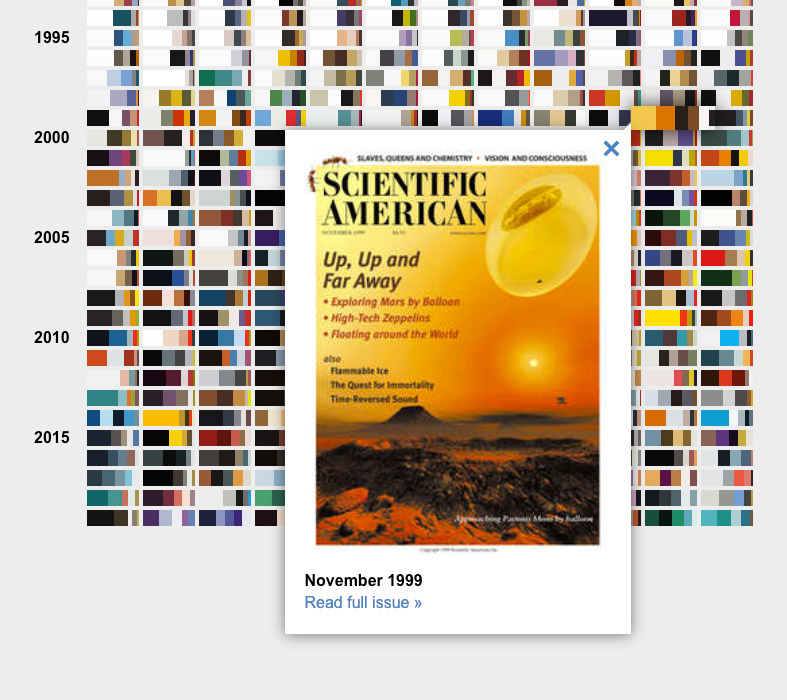 1995
2000
2005
2010
2015
SLAVES, QUEENS AND CHEMISTRY • VISION AND CONSCIOUSNESS
SCIENTIFIC
AMERICAN
NOVEMBER 1999 $4.95
Up, Up and
Far Away
• Exploring Mars by Balloon
• High-Tech Zeppelins
• Floating around the World
also
Flammable Ice
The Quest for Immortality
Time-Reversed Sound
Approaching Pavonis Mons by balloon
Copyright 1999 Scientific American, Inc.
November 1999
Read full issue »